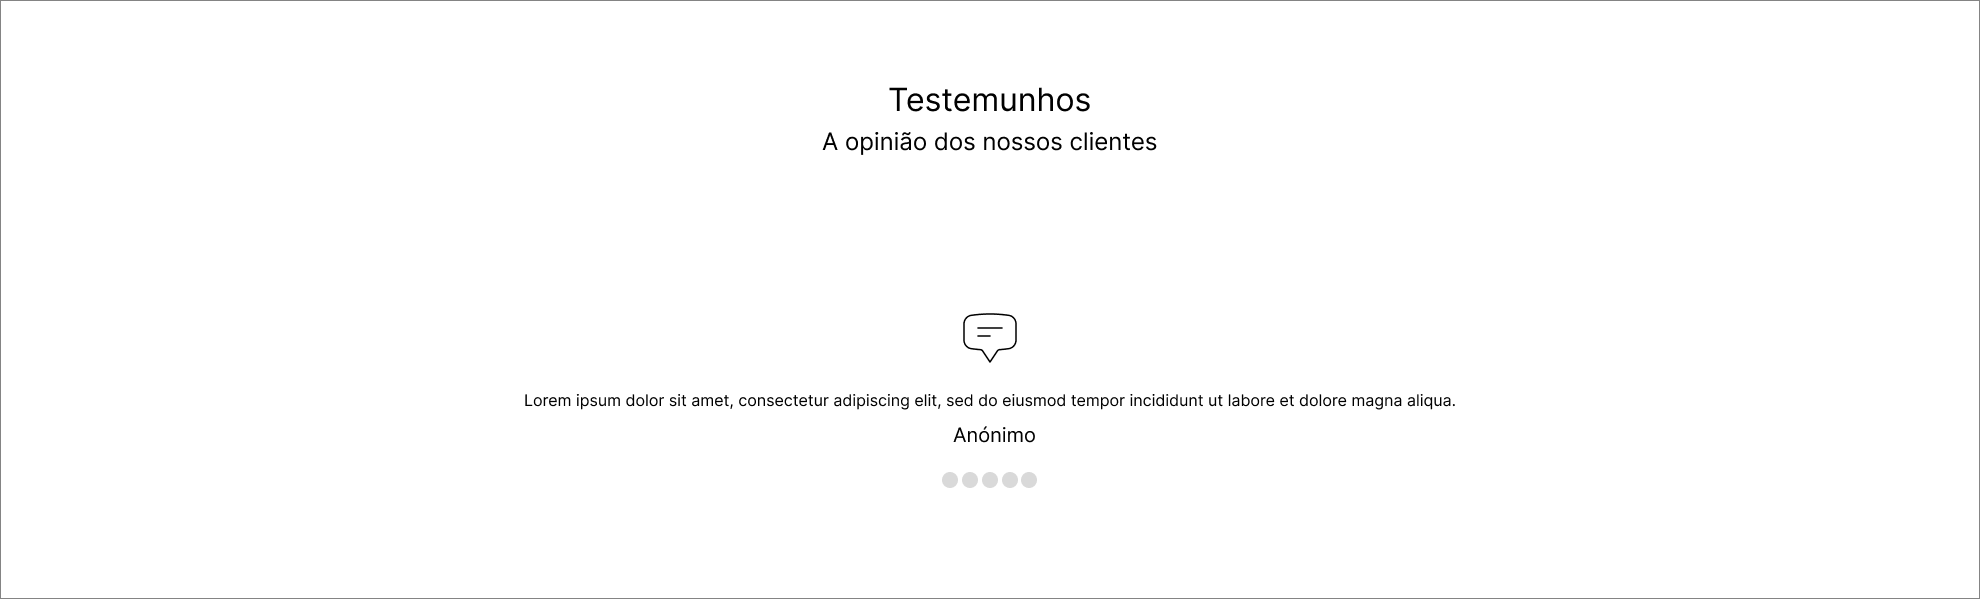 Testemunhos
A opinião dos nossos clientes
Lorem ipsum dolor sit amet, consectetur adipiscing elit, sed do eiusmod tempor incididunt ut labore et dolore magna aliqua.
Anónimo